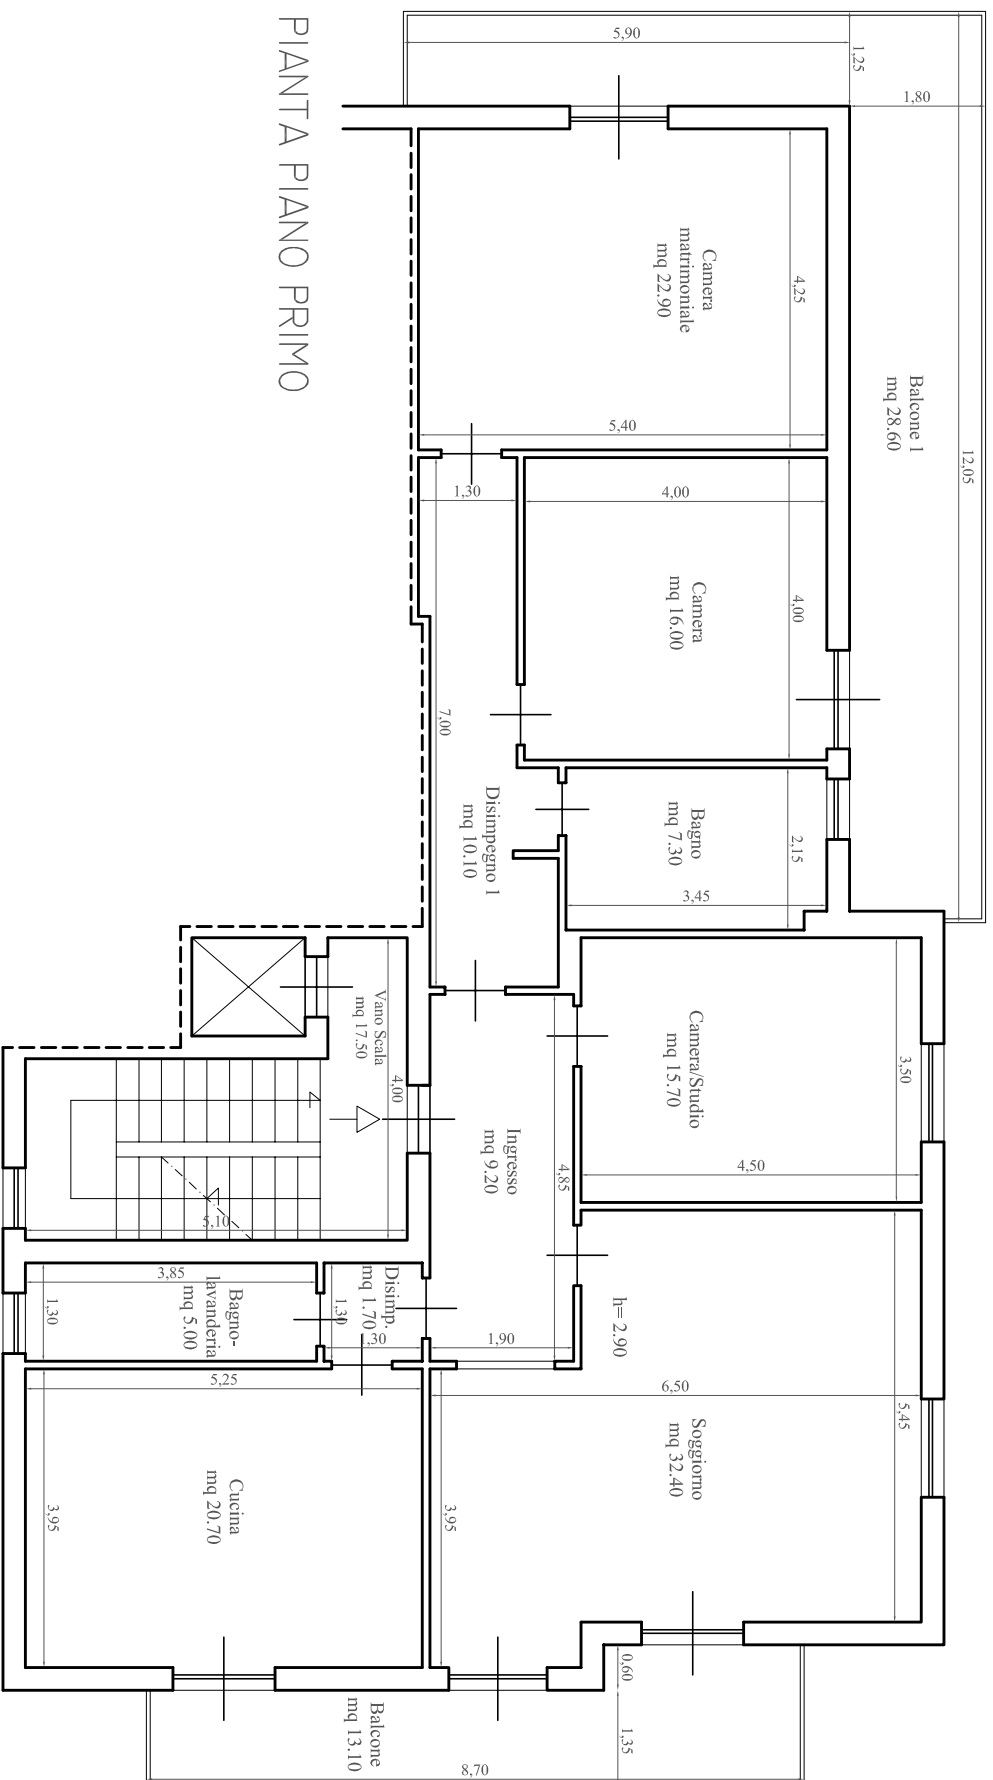 PIANTA PIANO PRIMO
5,90
1,25
1,80
12,05
Balcone 1
mq 28.60
Camera
matrimoniale
mq 22.90
4,25
5,40
1,30
4,00
Camera
mq 16.00
4,00
7,00
Disimpegno 1
mq 10.10
Bagno
mq 7.30
2,15
3,45
Camera/Studio
mq 15.70
3,50
4,50
Vano Scala
mq 17.50
4,00
5,10
Ingresso
mq 9.20
4,85
1,90
Disimp.
mq 1.70
1,30
1,30
3,85
Bagno-
lavanderia
mq 5.00
1,30
h= 2.90
6,50
5,45
Soggiorno
mq 32.40
3,95
5,25
Cucina
mq 20.70
3,95
0,60
1,35
Balcone
mq 13.10
8,70